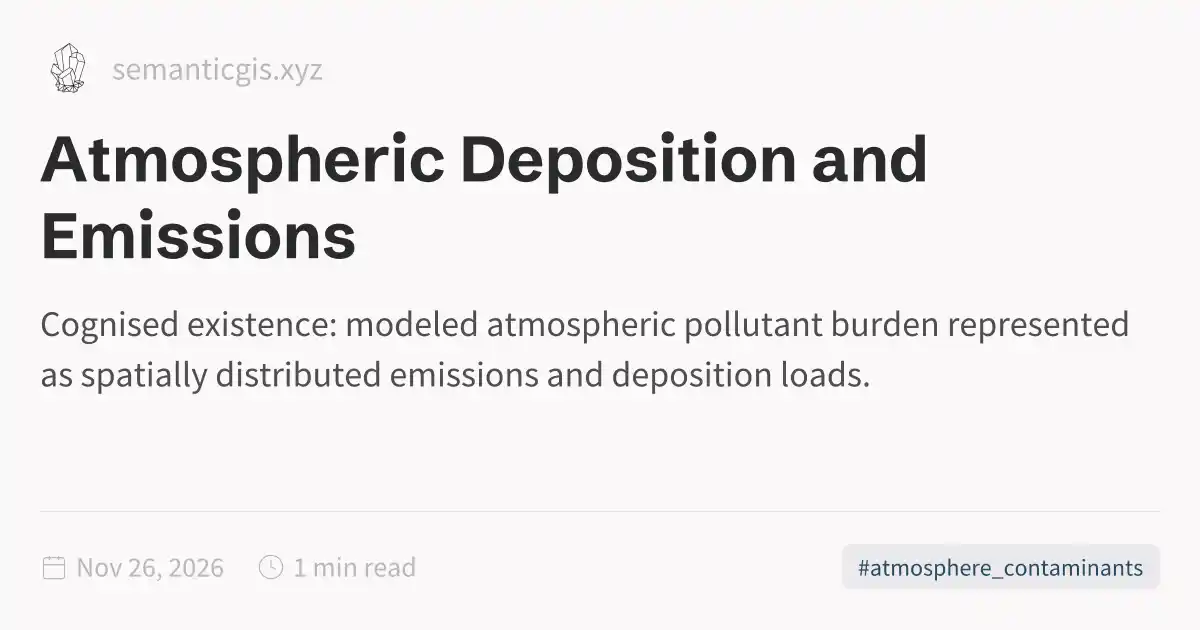 semanticgis.xyz
Atmospheric Deposition and
Emissions
Cognised existence: modeled atmospheric pollutant burden represented
as spatially distributed emissions and deposition loads.
Nov 26, 2026 1 min read #atmosphere_contaminants